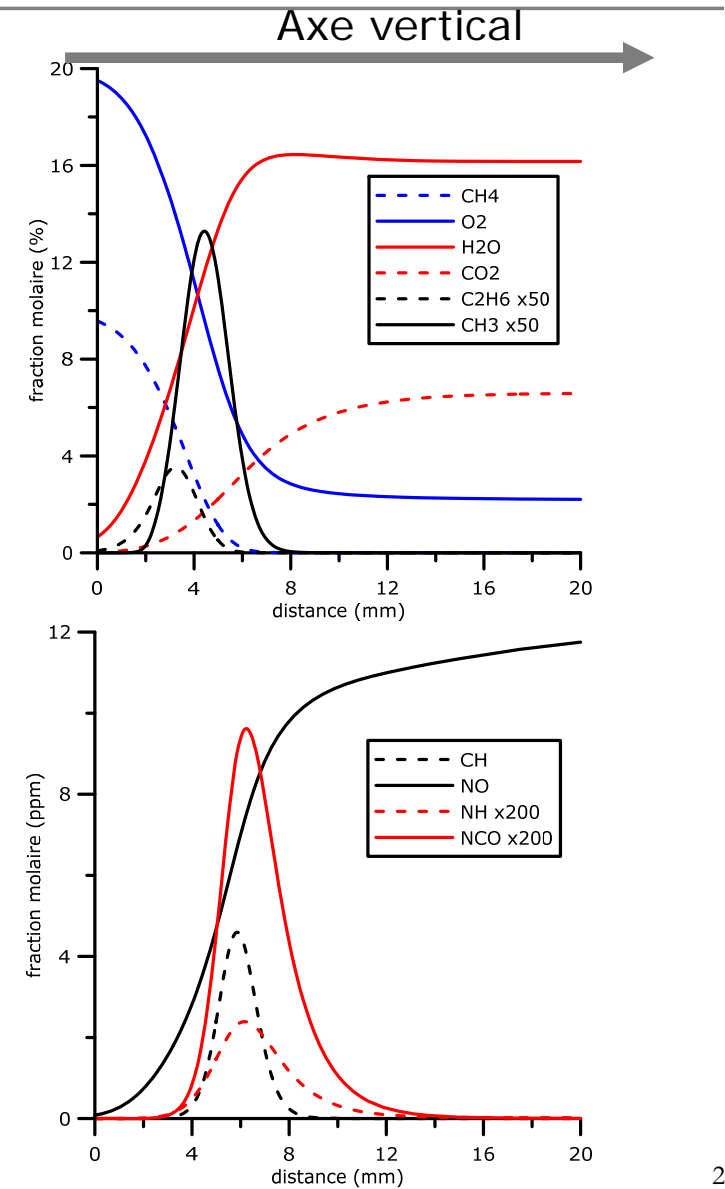 Axe vertical
20
16
12
8
4
0
fraction molaire (%)
CH4
O2
H2O
CO2
C2H6 x50
CH3 x50
0 4 8 12 16 20
distance (mm)
12
8
4
0
fraction molaire (ppm)
CH
NO
NH x200
NCO x200
0 4 8 12 16 20
distance (mm)
2